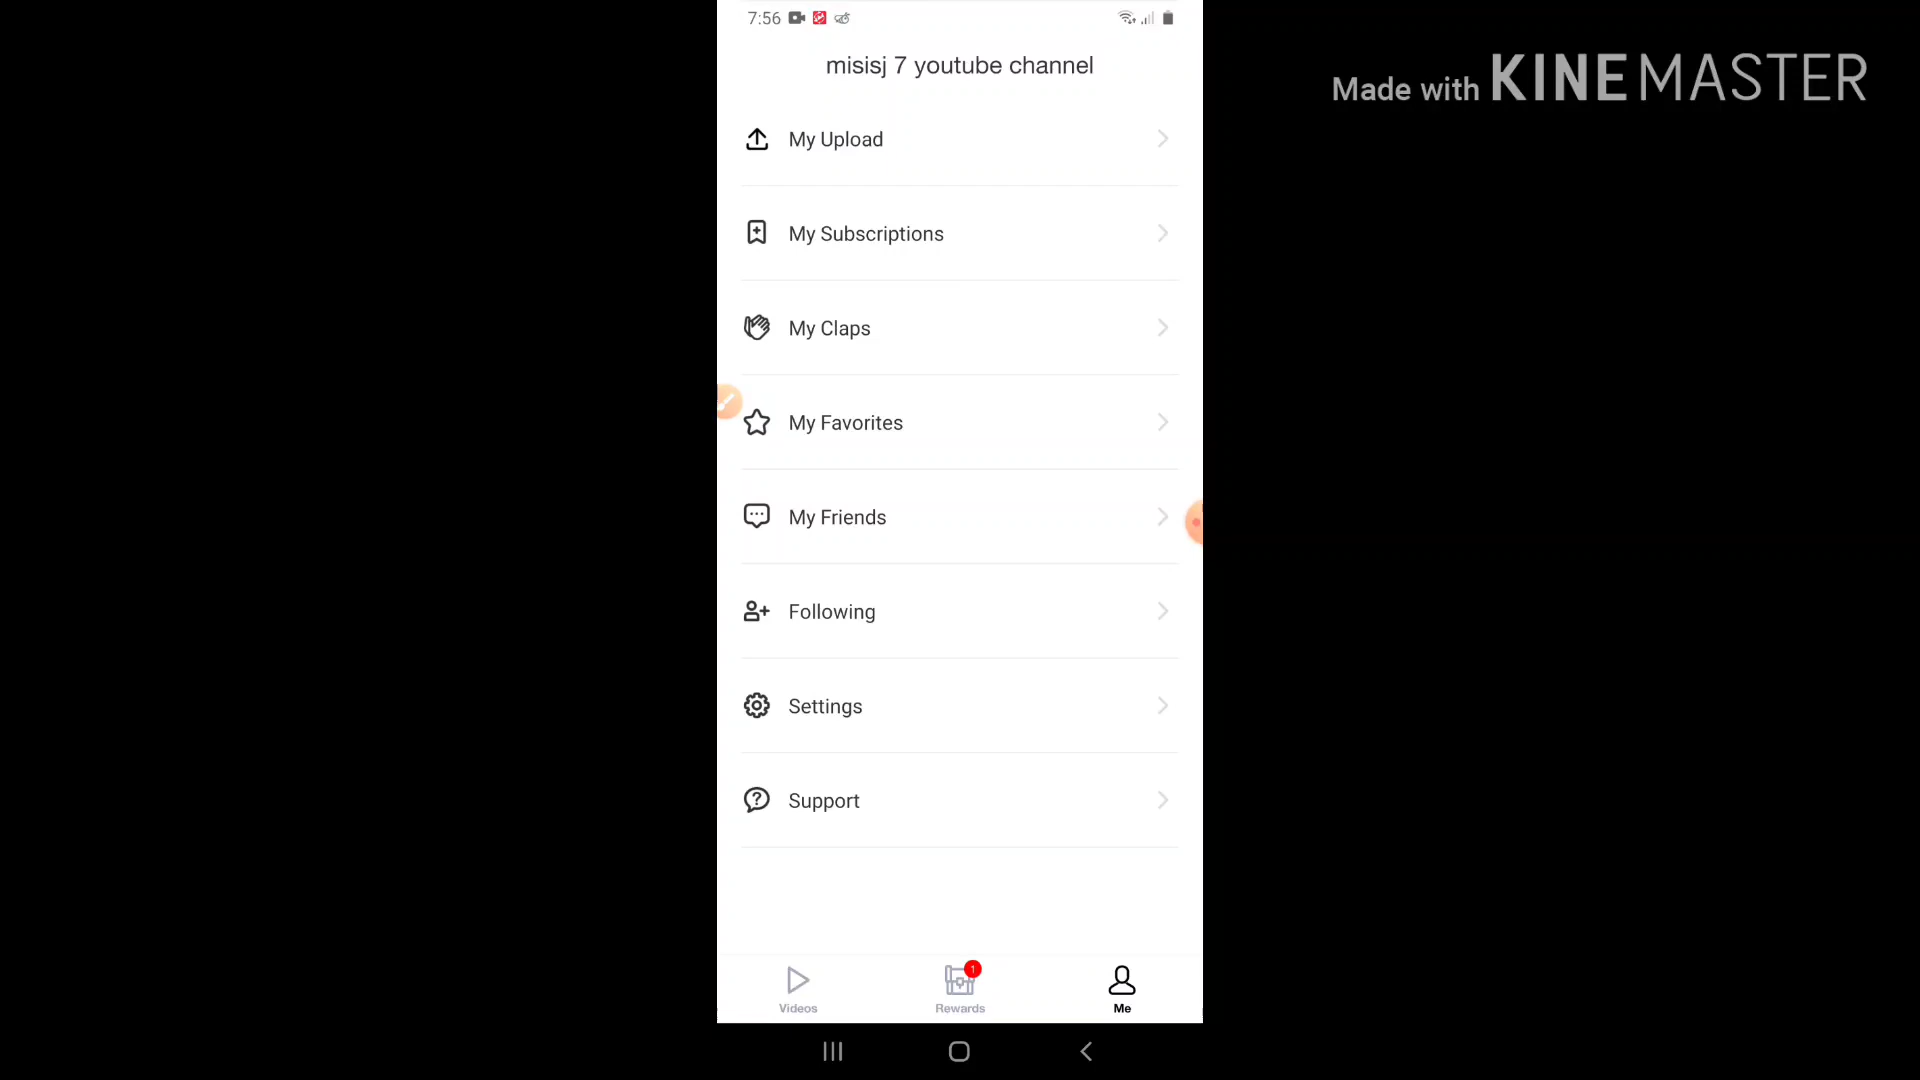 7:56
Made with KINEMASTER
misisj 7 youtube channel
My Upload
My Subscriptions
My Claps
My Favorites
My Friends
Following
Settings
Support
1
Videos
Rewards
Me